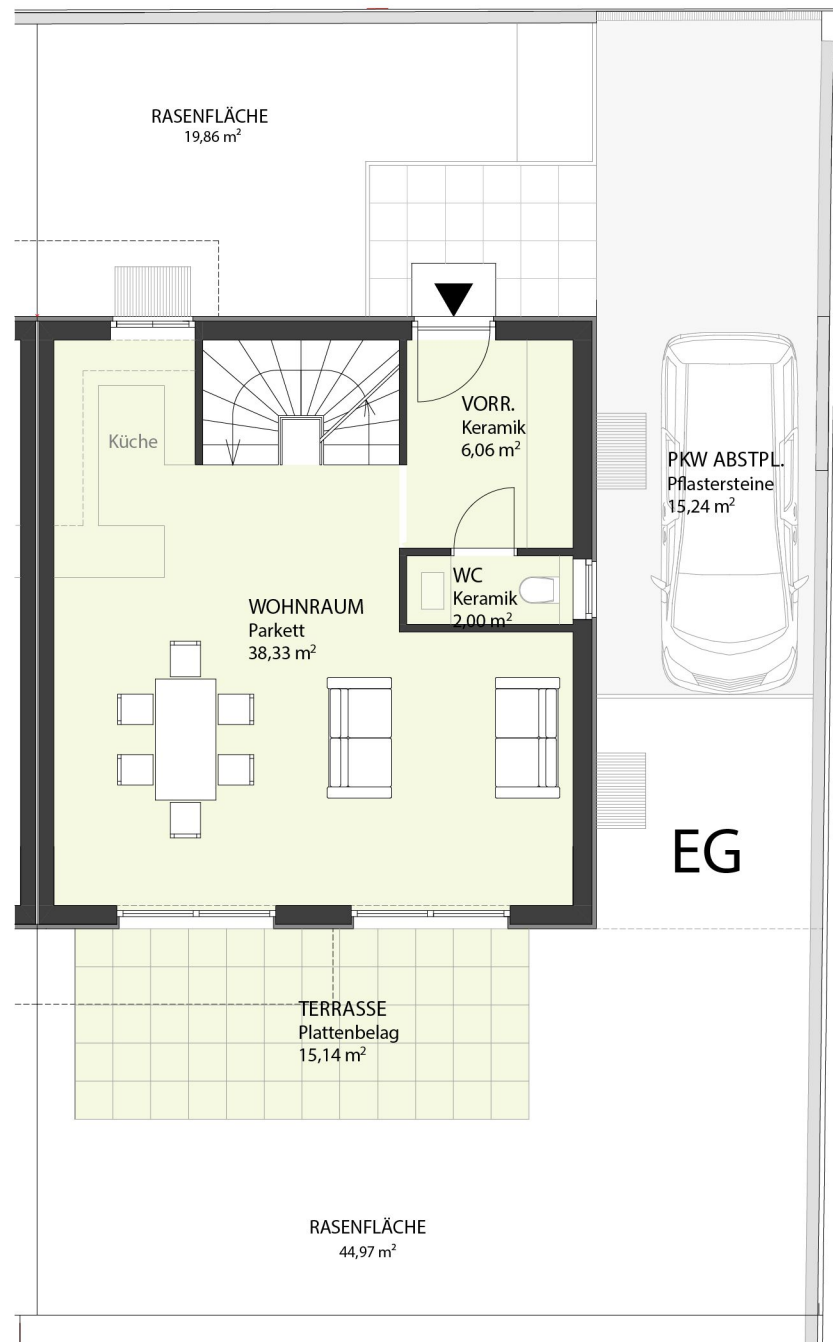 RASENFLÄCHE
19,86 m²
VORR.
Keramik
6,06 m²
Küche
PKW ABSTPL.
Pflastersteine
15,24 m²
WC
Keramik
2,00 m²
WOHNRAUM
Parkett
38,33 m²
EG
TERRASSE
Plattenbelag
15,14 m²
RASENFLÄCHE
44,97 m²